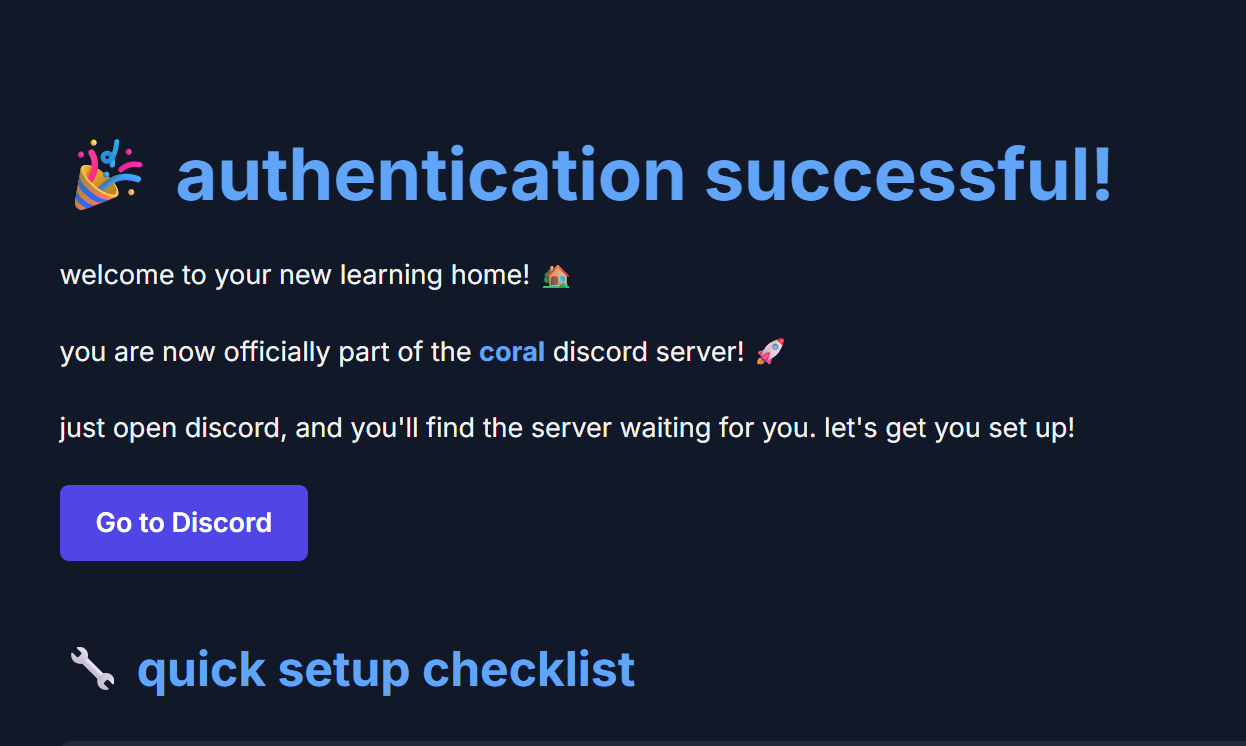 🎉 authentication successful!
welcome to your new learning home! 🏡
you are now officially part of the coral discord server! 🚀
just open discord, and you'll find the server waiting for you. let's get you set up!
Go to Discord
🔧 quick setup checklist